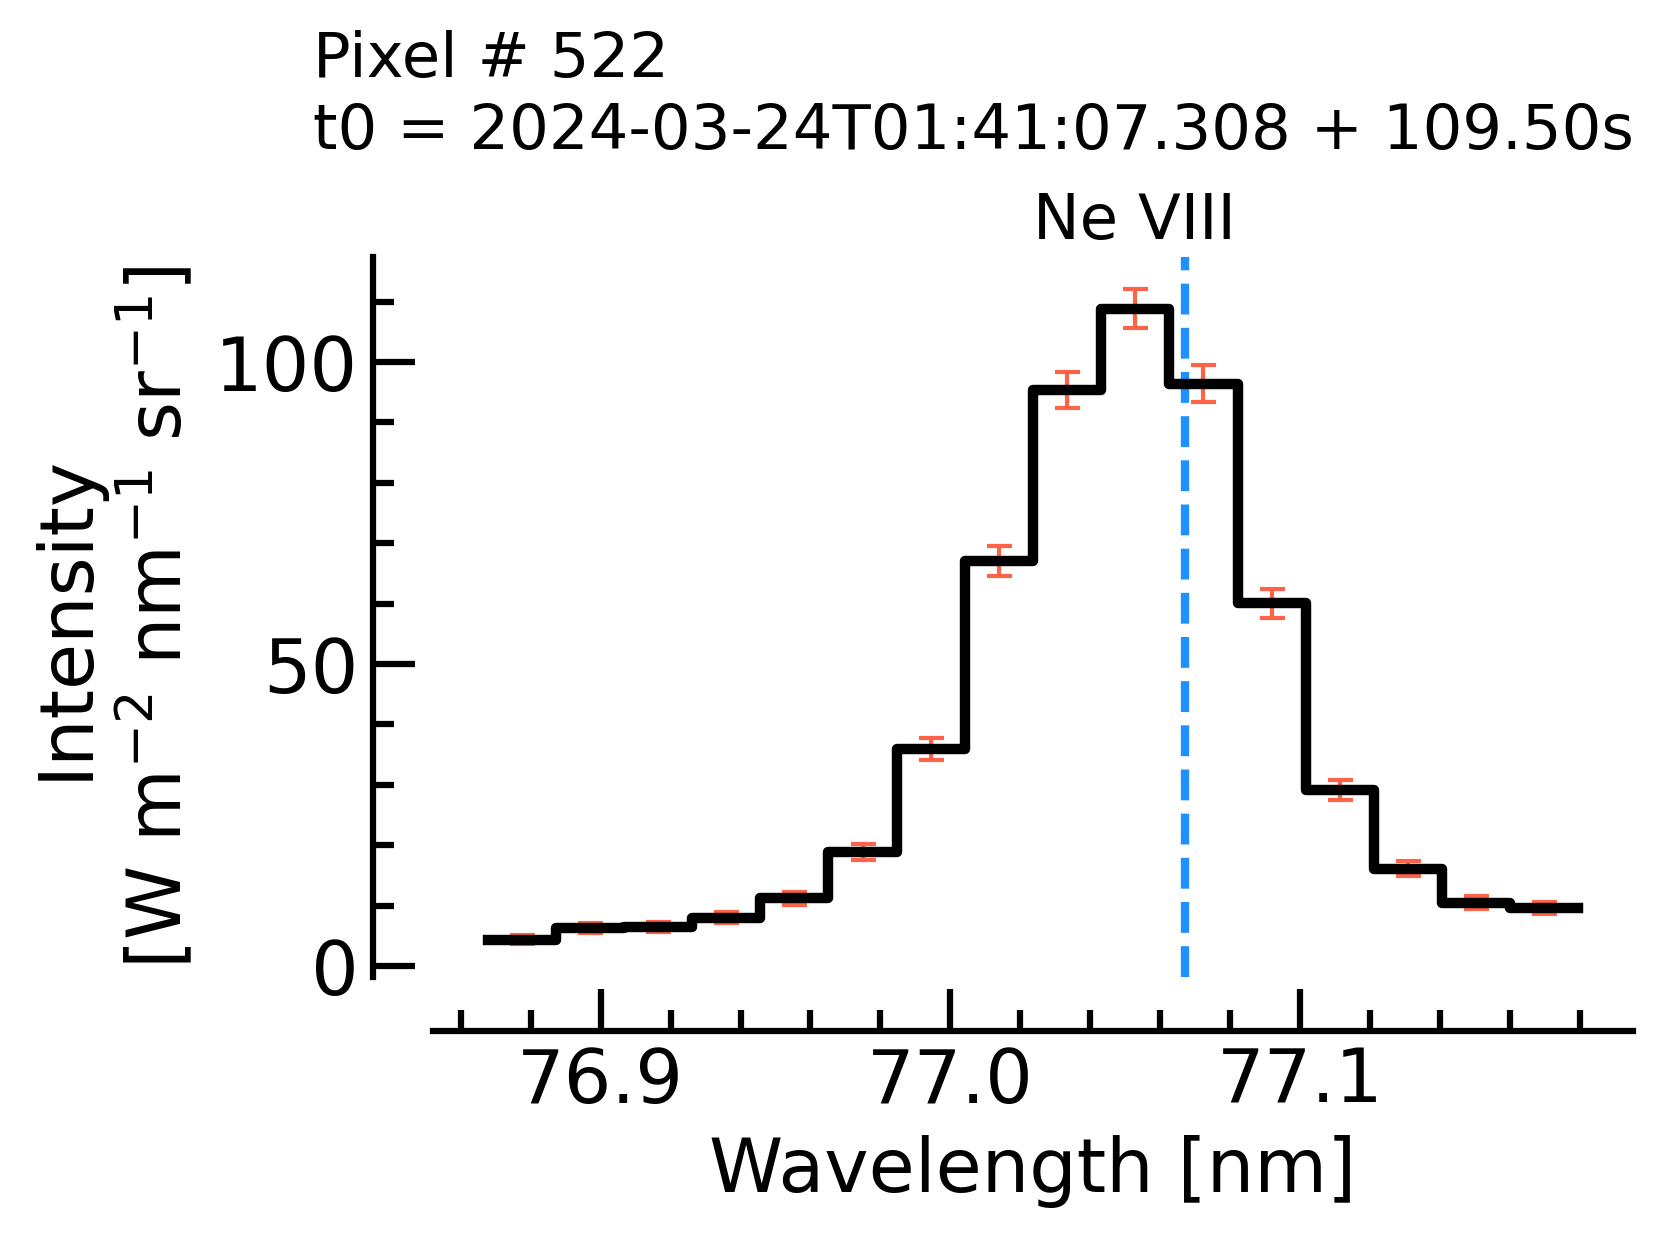 Pixel # 522
t0 = 2024-03-24T01:41:07.308 + 109.50s
Ne VIII
Intensity
[W m⁻² nm⁻¹ sr⁻¹]
100
50
0
76.9 77.0 77.1
Wavelength [nm]